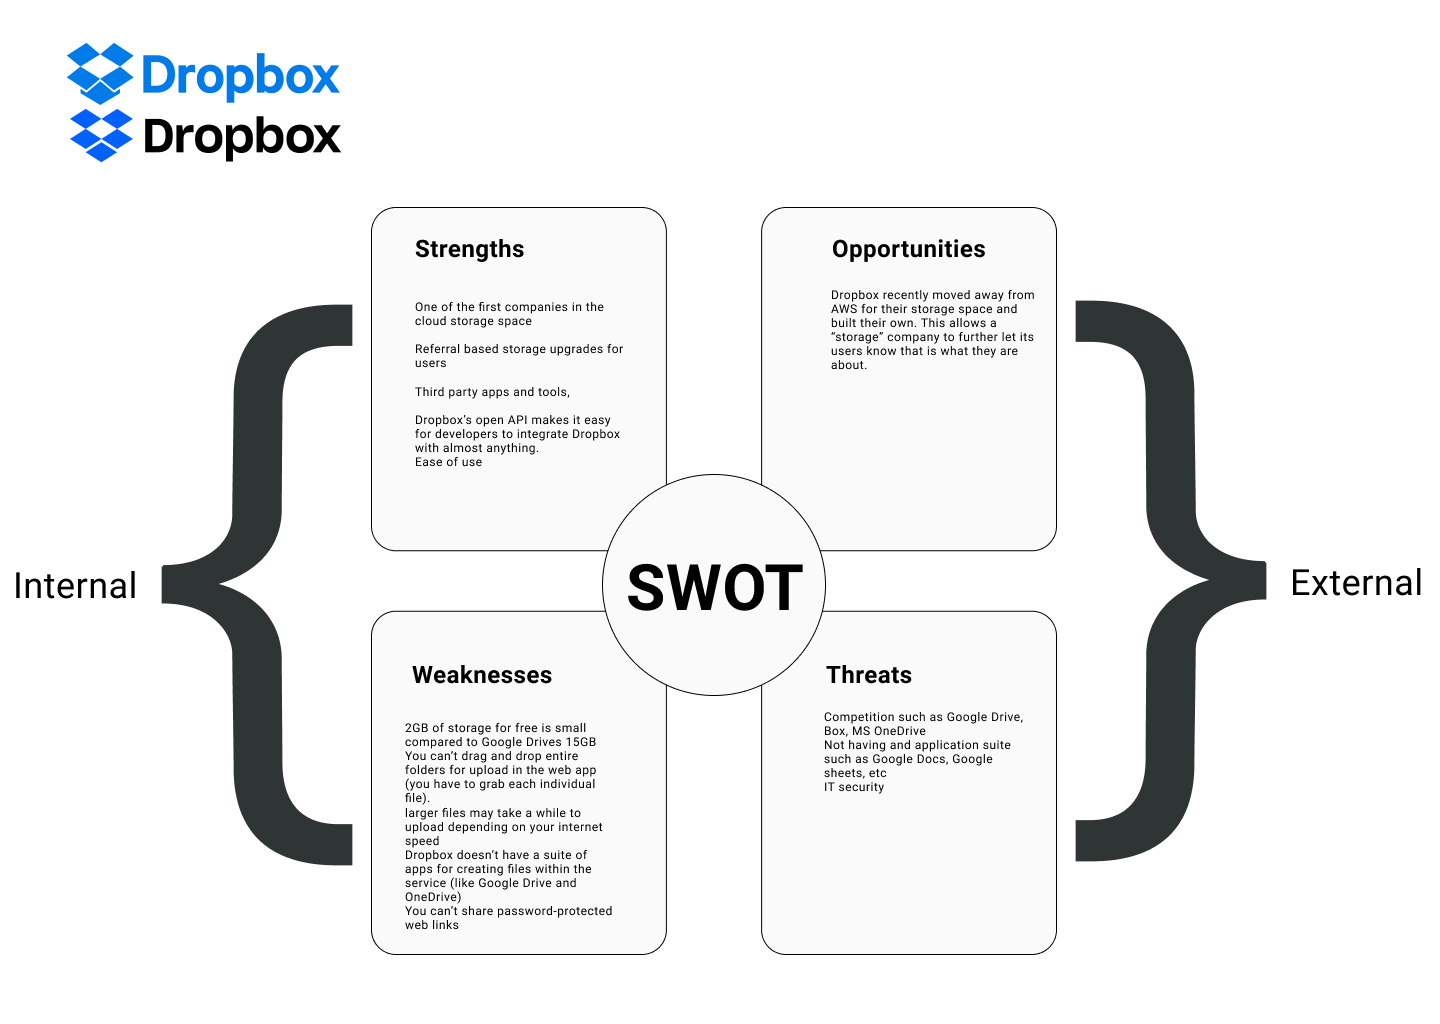 Dropbox
Dropbox
Strengths
One of the first companies in the
cloud storage space
Referral based storage upgrades for
users
Third party apps and tools,
Dropbox’s open API makes it easy
for developers to integrate Dropbox
with almost anything.
Ease of use
Opportunities
Dropbox recently moved away from
AWS for their storage space and
built their own. This allows a
“storage” company to further let its
users know that is what they are
about.
Internal
SWOT
External
Weaknesses
2GB of storage for free is small
compared to Google Drives 15GB
You can’t drag and drop entire
folders for upload in the web app
(you have to grab each individual
file).
larger files may take a while to
upload depending on your internet
speed
Dropbox doesn’t have a suite of
apps for creating files within the
service (like Google Drive and
OneDrive)
You can’t share password-protected
web links
Threats
Competition such as Google Drive,
Box, MS OneDrive
Not having and application suite
such as Google Docs, Google
sheets, etc
IT security